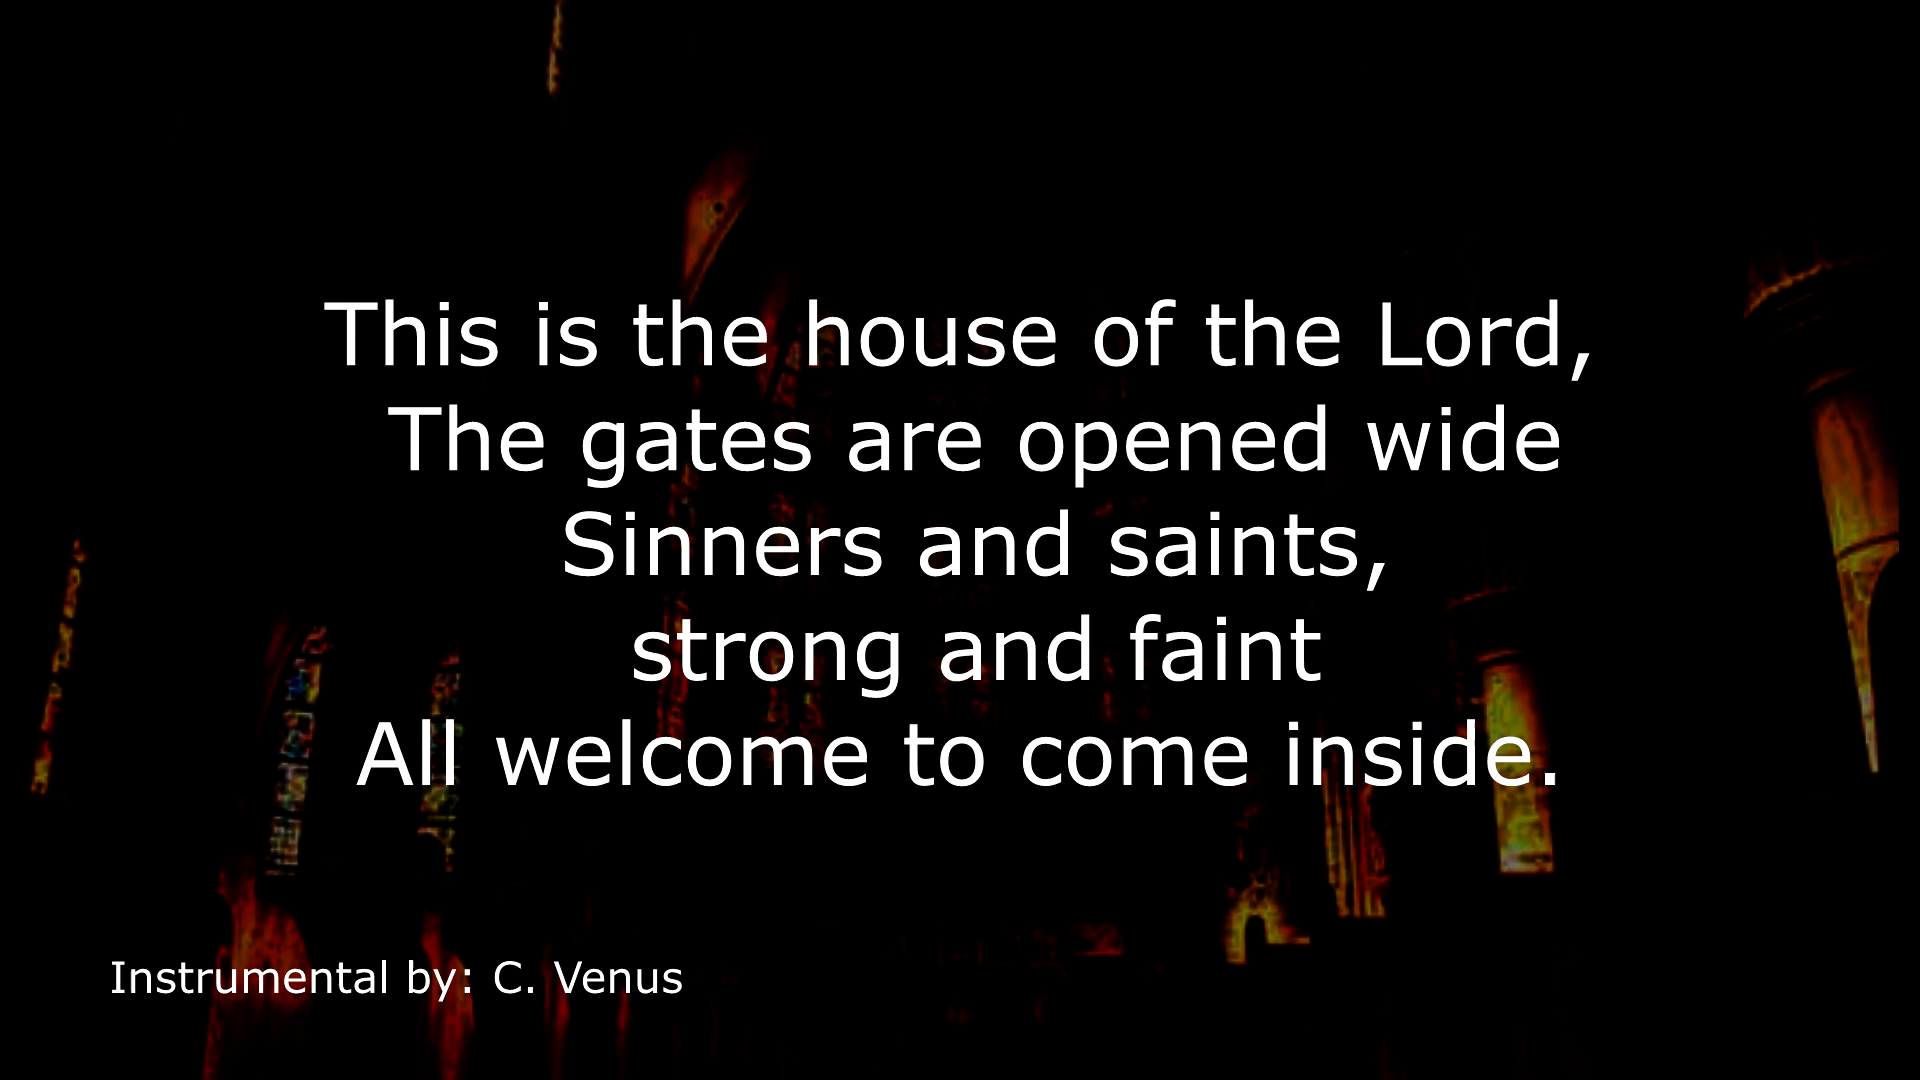 This is the house of the Lord,
The gates are opened wide
Sinners and saints,
strong and faint
All welcome to come inside.
Instrumental by: C. Venus